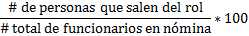 # de personas que salen del rol
# total de funcionarios en nómina
* 100